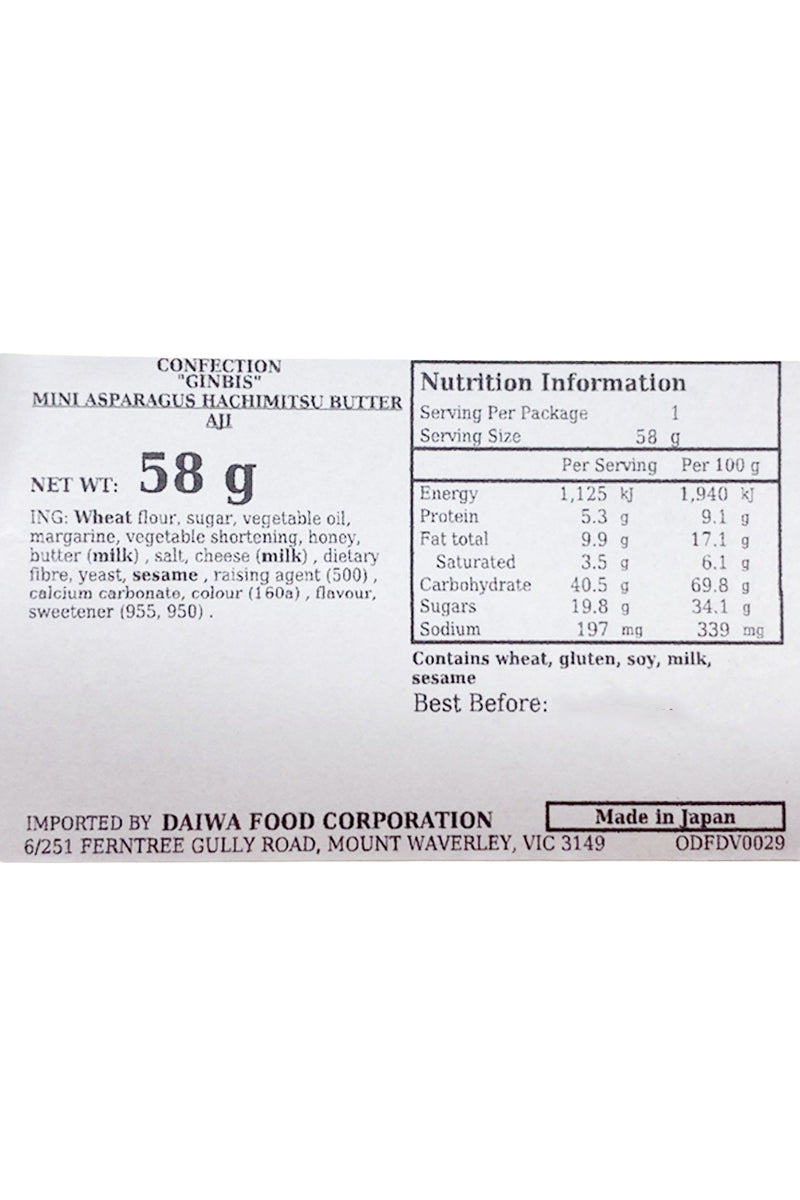 CONFECTION
"GINBIS"
MINI ASPARAGUS HACHIMITSU BUTTER
AJI
NET WT: 58 g
ING: Wheat flour, sugar, vegetable oil,
margarine, vegetable shortening, honey,
butter (milk) , salt, cheese (milk) , dietary
fibre, yeast, sesame , raising agent (500) ,
calcium carbonate, colour (160a) , flavour,
sweetener (955, 950) .
Nutrition Information
Serving Per Package 1
Serving Size 58 g
Per Serving Per 100 g
Energy 1,125 kJ 1,940 kJ
Protein 5.3 g 9.1 g
Fat total 9.9 g 17.1 g
Saturated 3.5 g 6.1 g
Carbohydrate 40.5 g 69.8 g
Sugars 19.8 g 34.1 g
Sodium 197 mg 339 mg
Contains wheat, gluten, soy, milk,
sesame
Best Before:
IMPORTED BY DAIWA FOOD CORPORATION
6/251 FERNTREE GULLY ROAD, MOUNT WAVERLEY, VIC 3149
Made in Japan
ODFDV0029